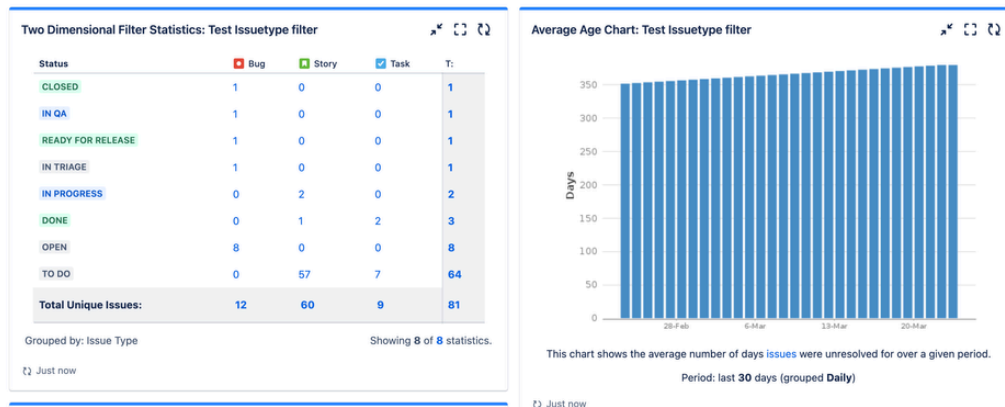 Two Dimensional Filter Statistics: Test Issuetype filter
Status Bug Story Task T:
CLOSED 1 0 0 1
IN QA 1 0 0 1
READY FOR RELEASE 1 0 0 1
IN TRIAGE 1 0 0 1
IN PROGRESS 0 2 0 2
DONE 0 1 2 3
OPEN 8 0 0 8
TO DO 0 57 7 64
Total Unique Issues: 12 60 9 81
Grouped by: Issue Type Showing 8 of 8 statistics.
Just now
Average Age Chart: Test Issuetype filter
Days
350
300
250
200
150
100
50
0
28-Feb 6-Mar 13-Mar 20-Mar
This chart shows the average number of days issues were unresolved for over a given period.
Period: last 30 days (grouped Daily)
Just now